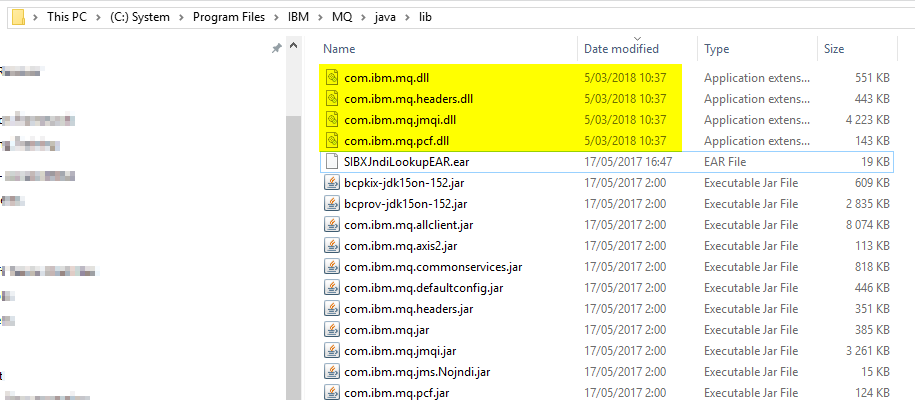 This PC > (C:) System > Program Files > IBM > MQ > java > lib
Name Date modified Type Size
com.ibm.mq.dll 5/03/2018 10:37 Application extens... 551 KB
com.ibm.mq.headers.dll 5/03/2018 10:37 Application extens... 443 KB
com.ibm.mq.jmqi.dll 5/03/2018 10:37 Application extens... 4 223 KB
com.ibm.mq.pcf.dll 5/03/2018 10:37 Application extens... 143 KB
SIBXJndiLookupEAR.ear 17/05/2017 16:47 EAR File 19 KB
bcpkix-jdk15on-152.jar 17/05/2017 2:00 Executable Jar File 609 KB
bcprov-jdk15on-152.jar 17/05/2017 2:00 Executable Jar File 2 835 KB
com.ibm.mq.allclient.jar 17/05/2017 2:00 Executable Jar File 8 074 KB
com.ibm.mq.axis2.jar 17/05/2017 2:00 Executable Jar File 113 KB
com.ibm.mq.commonservices.jar 17/05/2017 2:00 Executable Jar File 818 KB
com.ibm.mq.defaultconfig.jar 17/05/2017 2:00 Executable Jar File 446 KB
com.ibm.mq.headers.jar 17/05/2017 2:00 Executable Jar File 351 KB
com.ibm.mq.jar 17/05/2017 2:00 Executable Jar File 385 KB
com.ibm.mq.jmqi.jar 17/05/2017 2:00 Executable Jar File 3 261 KB
com.ibm.mq.jms.Nojndi.jar 17/05/2017 2:00 Executable Jar File 15 KB
com.ibm.mq.pcf.jar 17/05/2017 2:00 Executable Jar File 124 KB